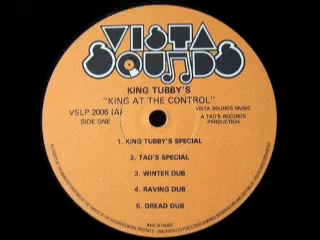 VISTA
SOUNDS
KING TUBBY'S
"KING AT THE CONTROL"
VSLP 2006 (A)
SIDE ONE
VISTA SOUNDS MUSIC
A TAD'S RECORDS
PRODUCTION
1. KING TUBBY'S SPECIAL
2. TAD'S SPECIAL
3. WINTER DUB
4. RAVING DUB
5. DREAD DUB